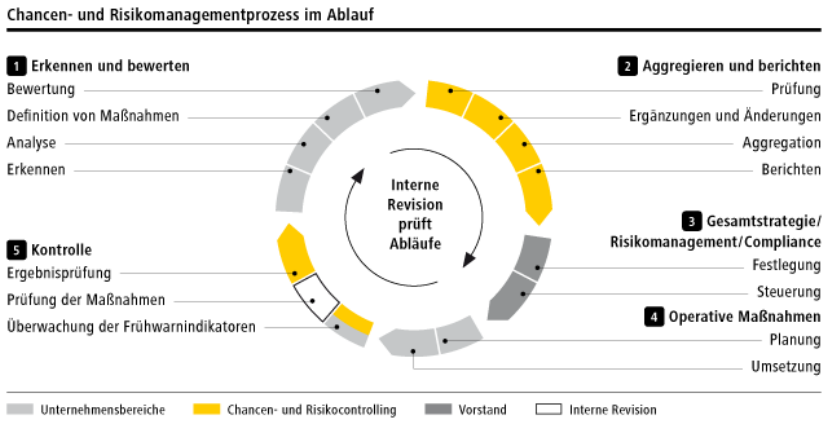 Chancen- und Risikomanagementprozess im Ablauf
1 Erkennen und bewerten
Bewertung
Definition von Maßnahmen
Analyse
Erkennen
2 Aggregieren und berichten
Prüfung
Ergänzungen und Änderungen
Aggregation
Berichten
Interne
Revision
prüft
Abläufe
3 Gesamtstrategie/
Risikomanagement/Compliance
Festlegung
Steuerung
4 Operative Maßnahmen
Planung
Umsetzung
5 Kontrolle
Ergebnisprüfung
Prüfung der Maßnahmen
Überwachung der Frühwarnindikatoren
Unternehmensbereiche
Chancen- und Risikocontrolling
Vorstand
Interne Revision